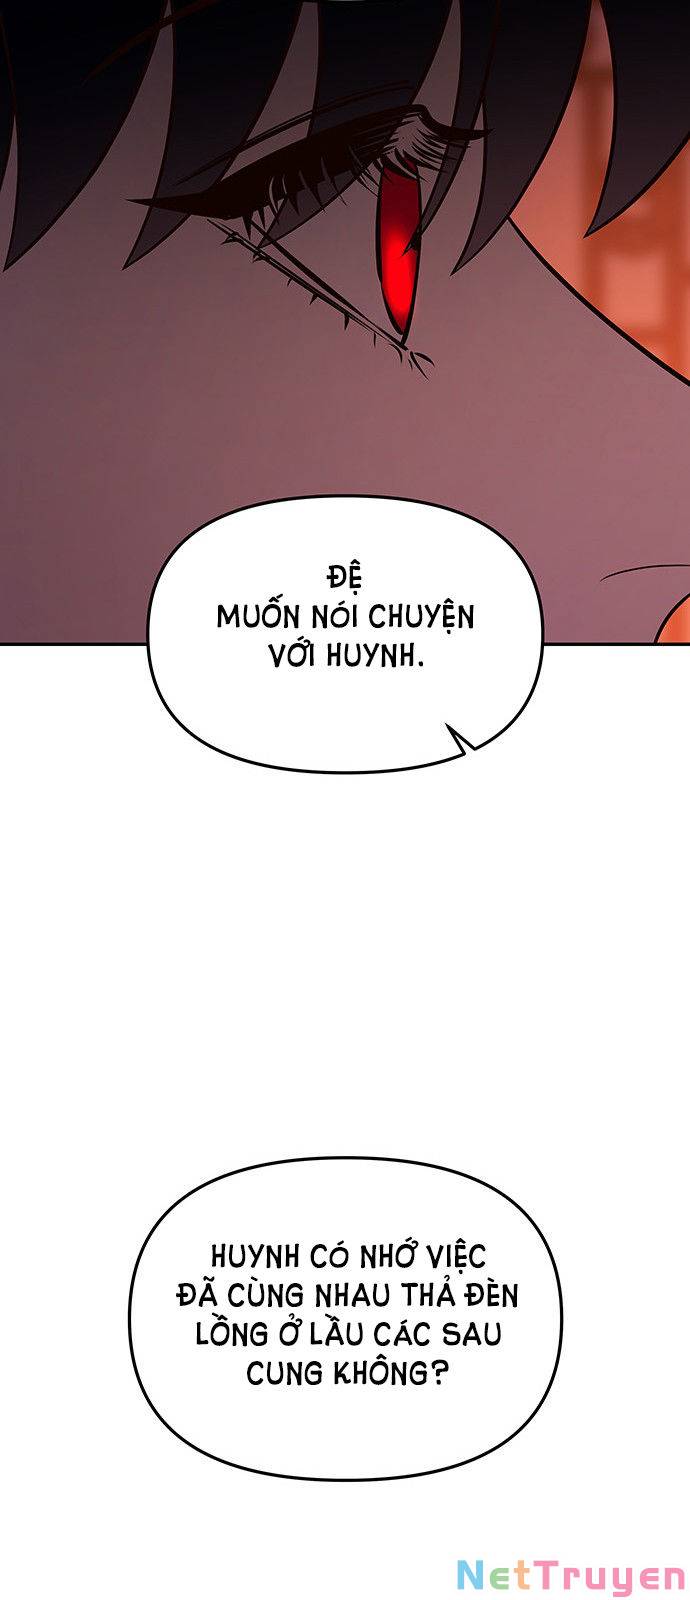 ĐỆ
MUỐN NÓI CHUYỆN
VỚI HUYNH.
HUYNH CÓ NHỚ VIỆC
ĐÃ CÙNG NHAU THẢ ĐÈN
LỒNG Ở LẦU CÁC SAU
CUNG KHÔNG?
NetTruyen